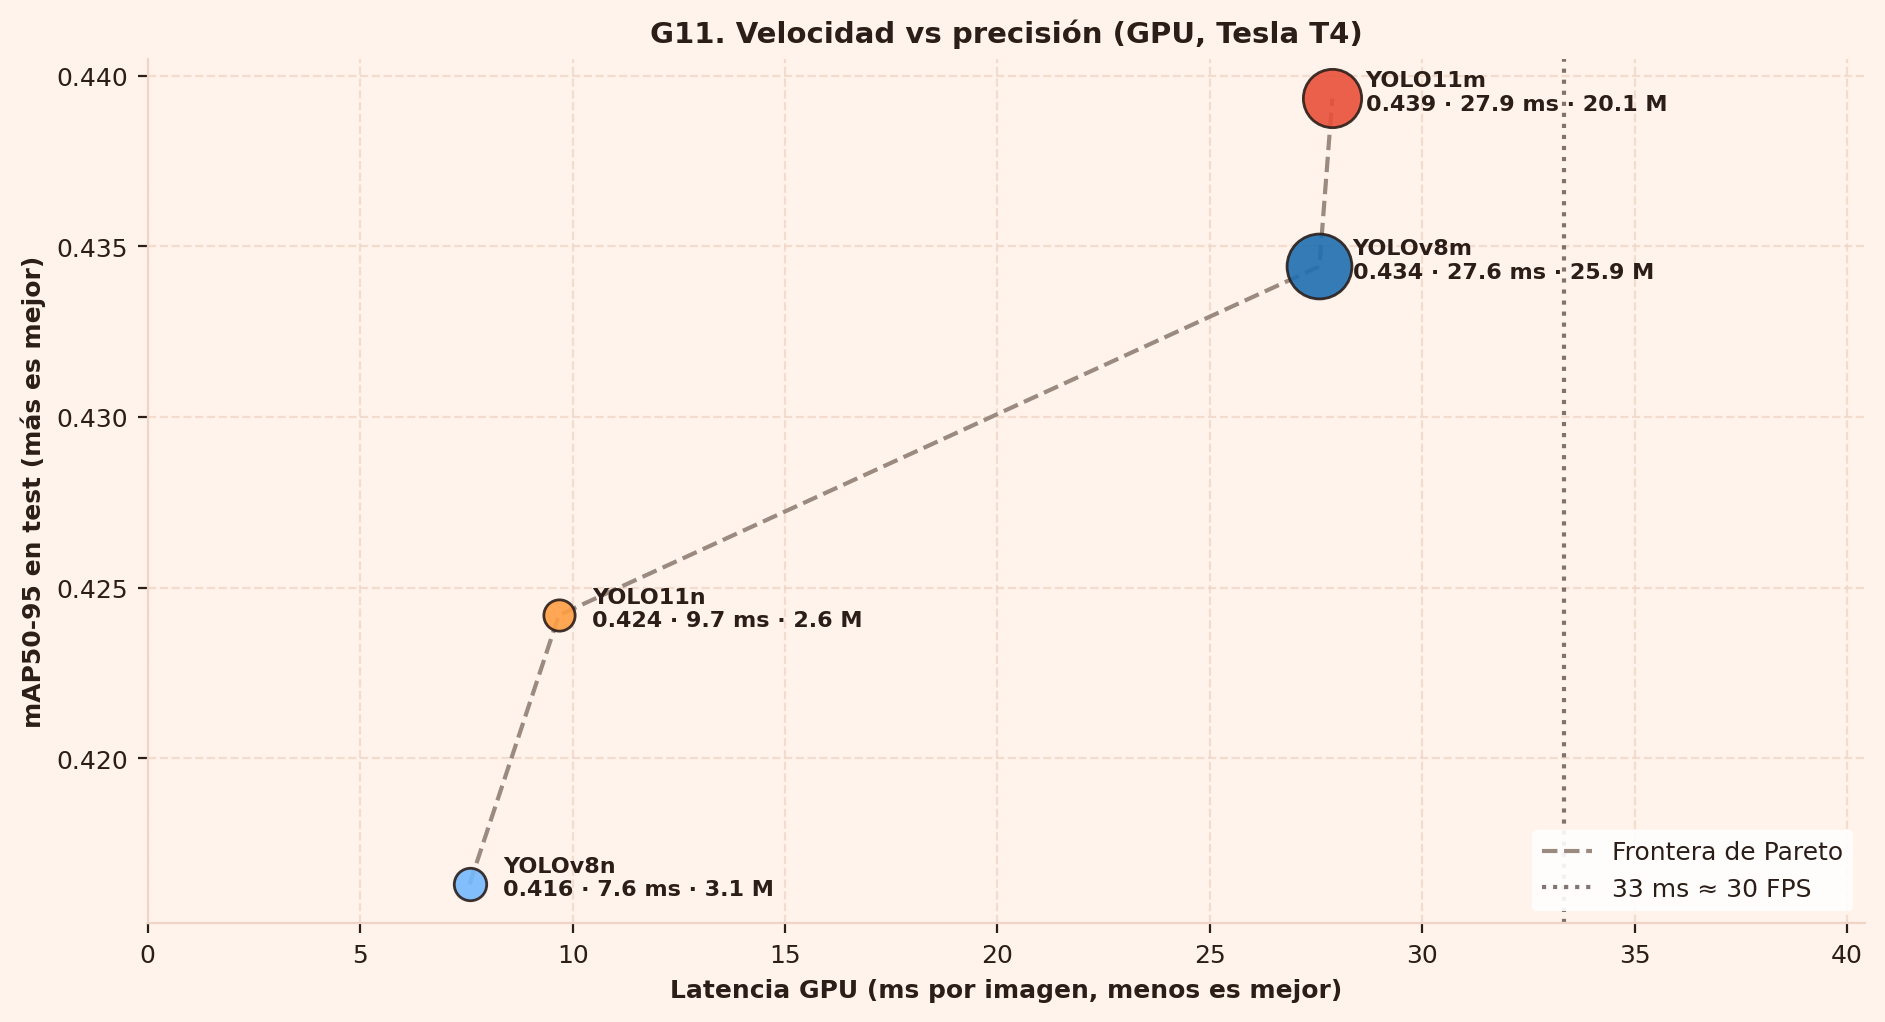 G11. Velocidad vs precisión (GPU, Tesla T4)
mAP50-95 en test (más es mejor)
0.440
0.435
0.430
0.425
0.420
YOLO11m
0.439 · 27.9 ms · 20.1 M
YOLOv8m
0.434 · 27.6 ms · 25.9 M
YOLO11n
0.424 · 9.7 ms · 2.6 M
YOLOv8n
0.416 · 7.6 ms · 3.1 M
Frontera de Pareto
33 ms ≈ 30 FPS
0 5 10 15 20 25 30 35 40
Latencia GPU (ms por imagen, menos es mejor)